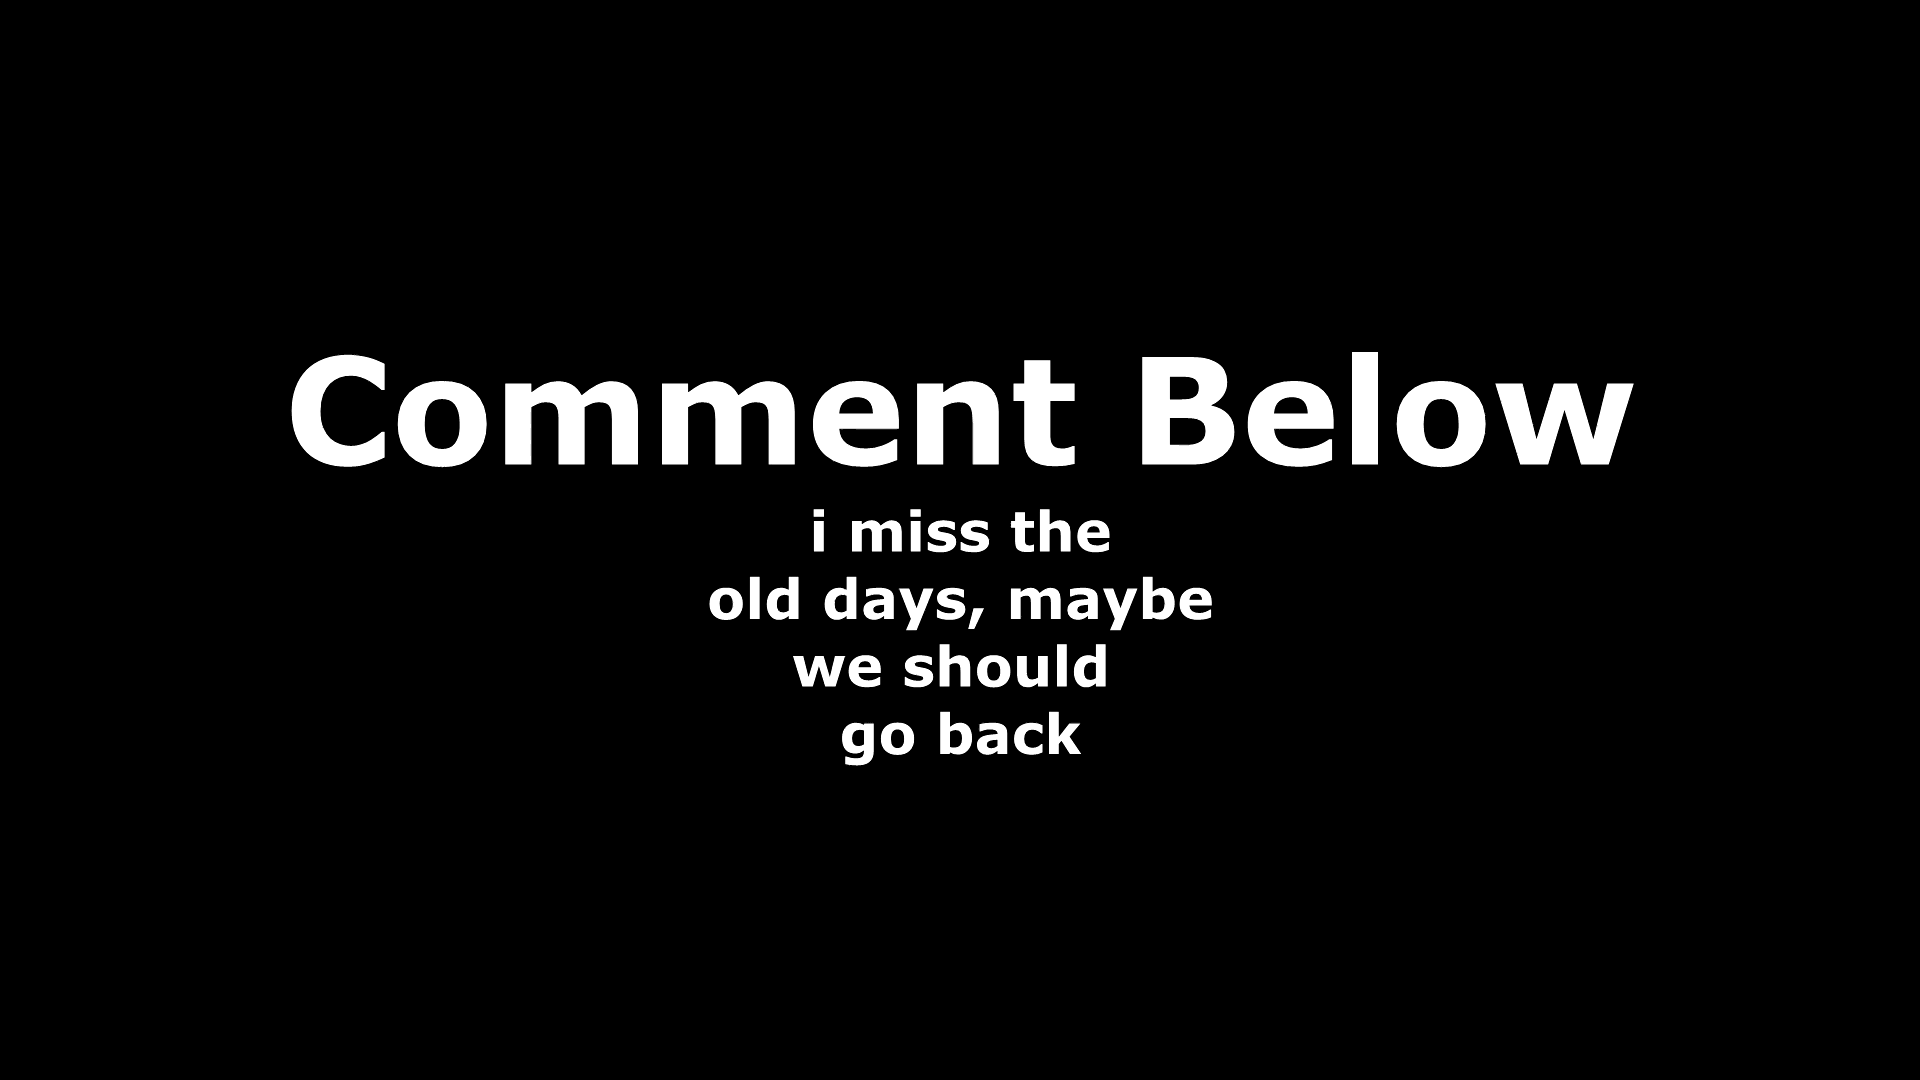 Comment Below
i miss the
old days, maybe
we should
go back